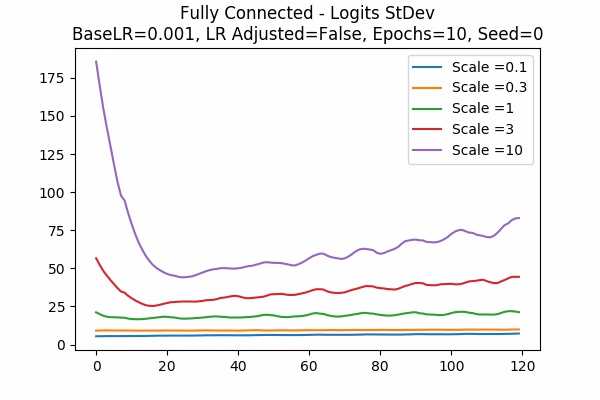 Fully Connected - Logits StDev
BaseLR=0.001, LR Adjusted=False, Epochs=10, Seed=0
175
150
125
100
75
50
25
0
Scale =0.1
Scale =0.3
Scale =1
Scale =3
Scale =10
0 20 40 60 80 100 120